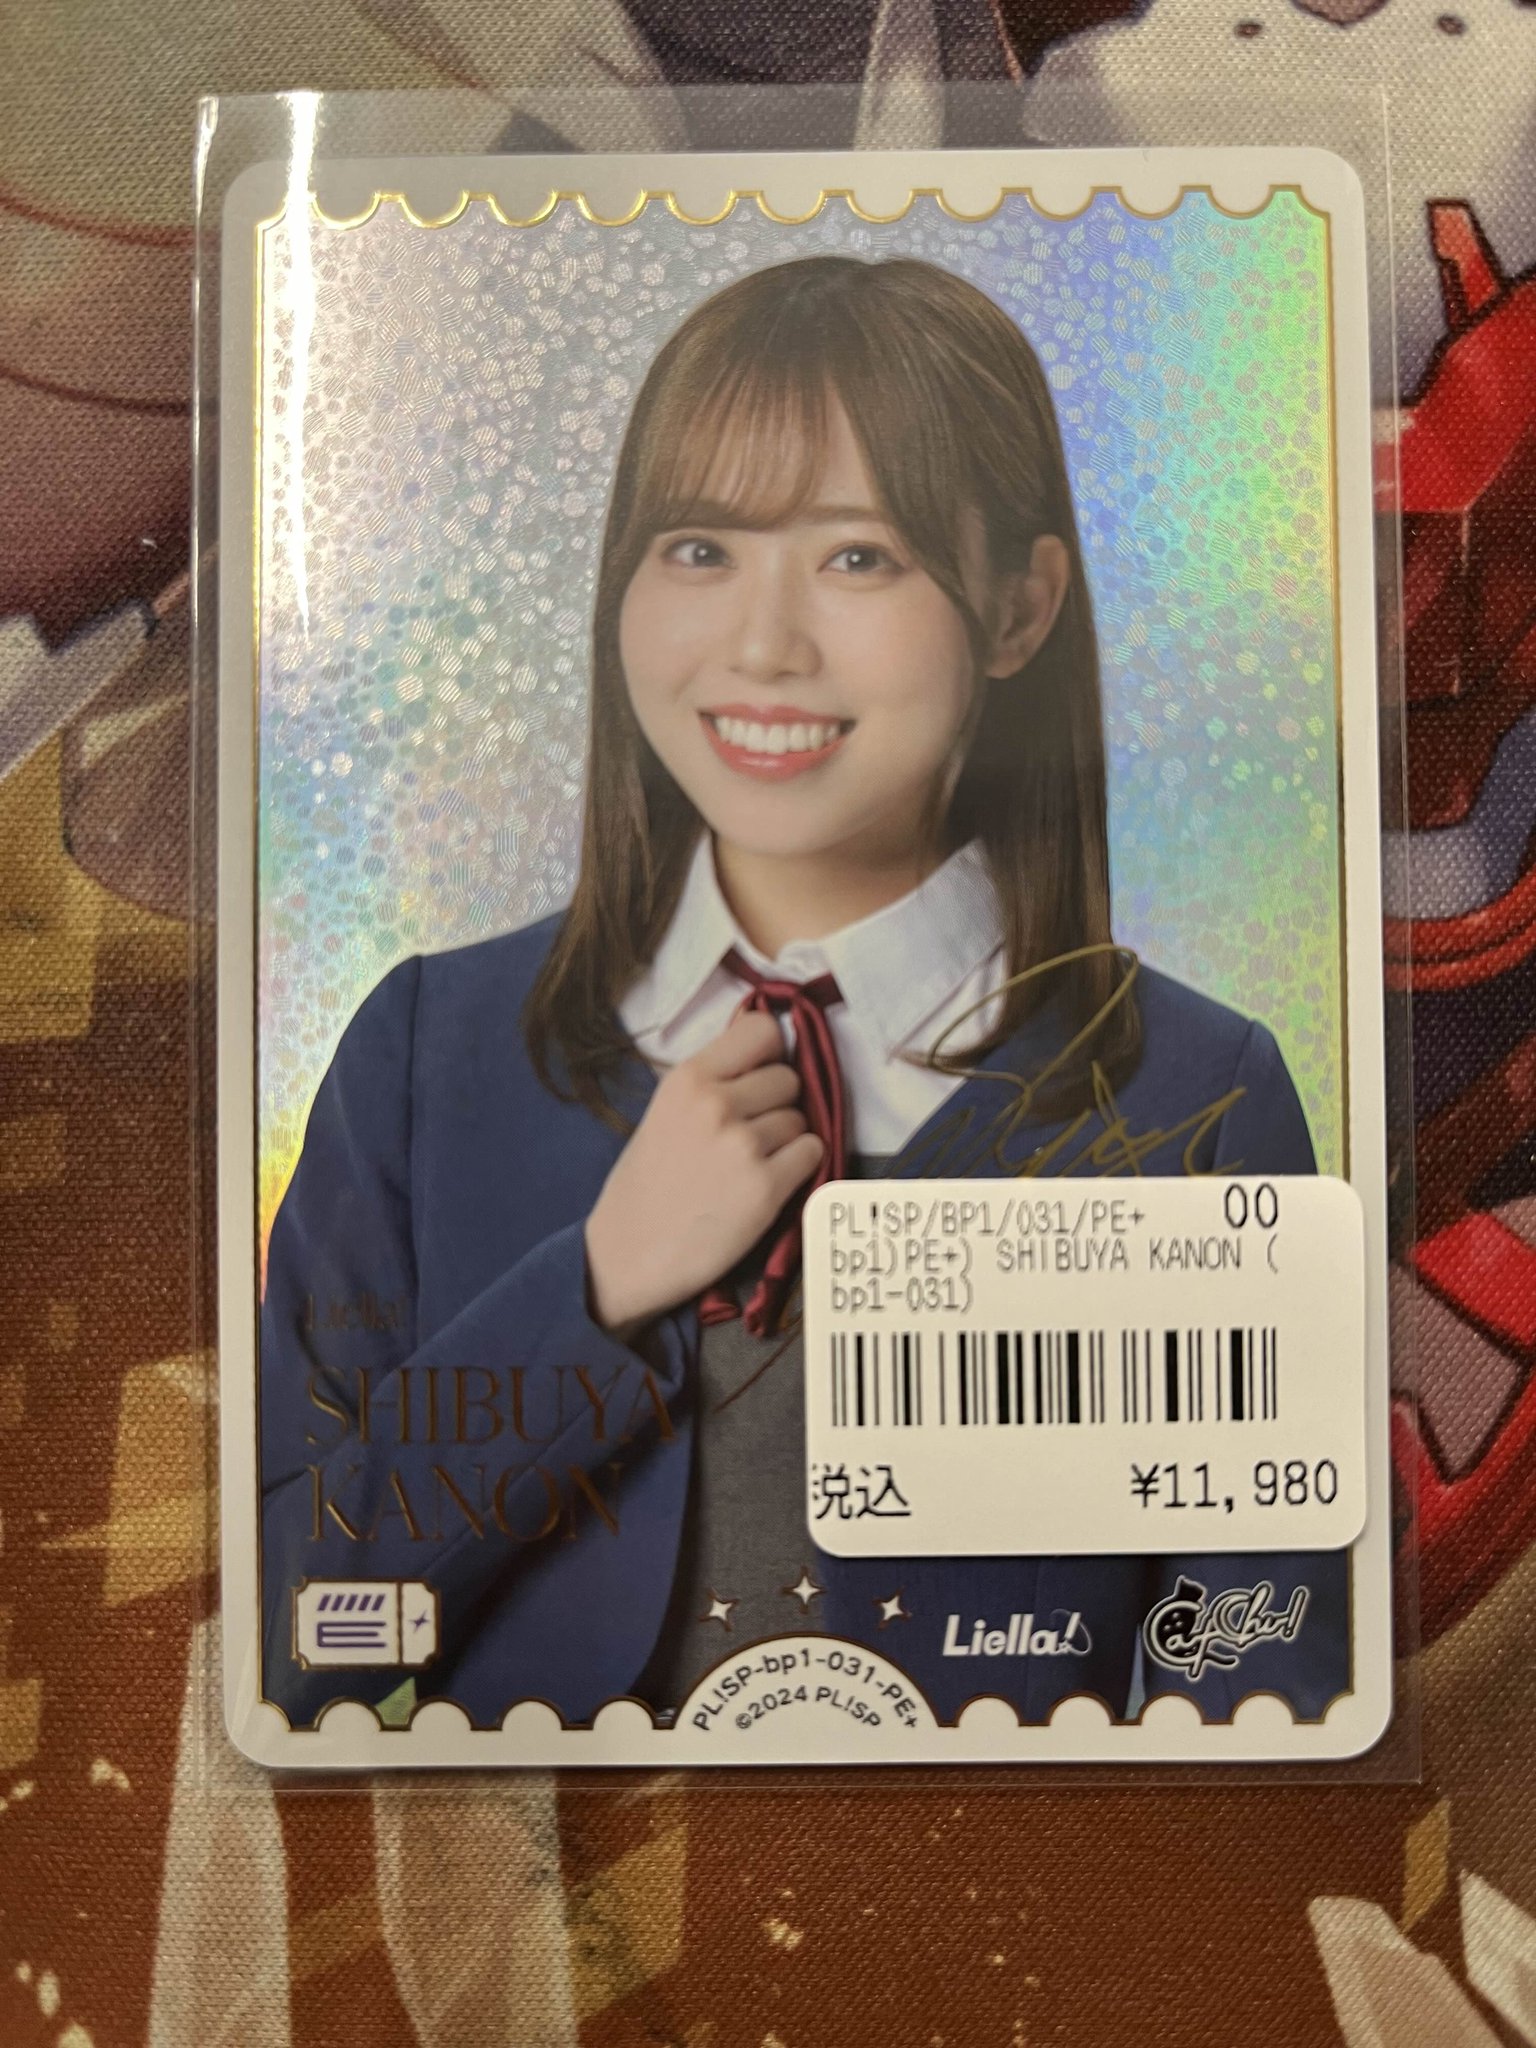 PL!SP/BP1/031/PE+ 00
bp1)PE+) SHIBUYA KANON (
bp1-031)
税込 ¥11,980
Liella!
SHIBUYA
KANON
E
Liella!
CatChu!
PL!SP-bp1-031-PE+
©2024 PL!SP